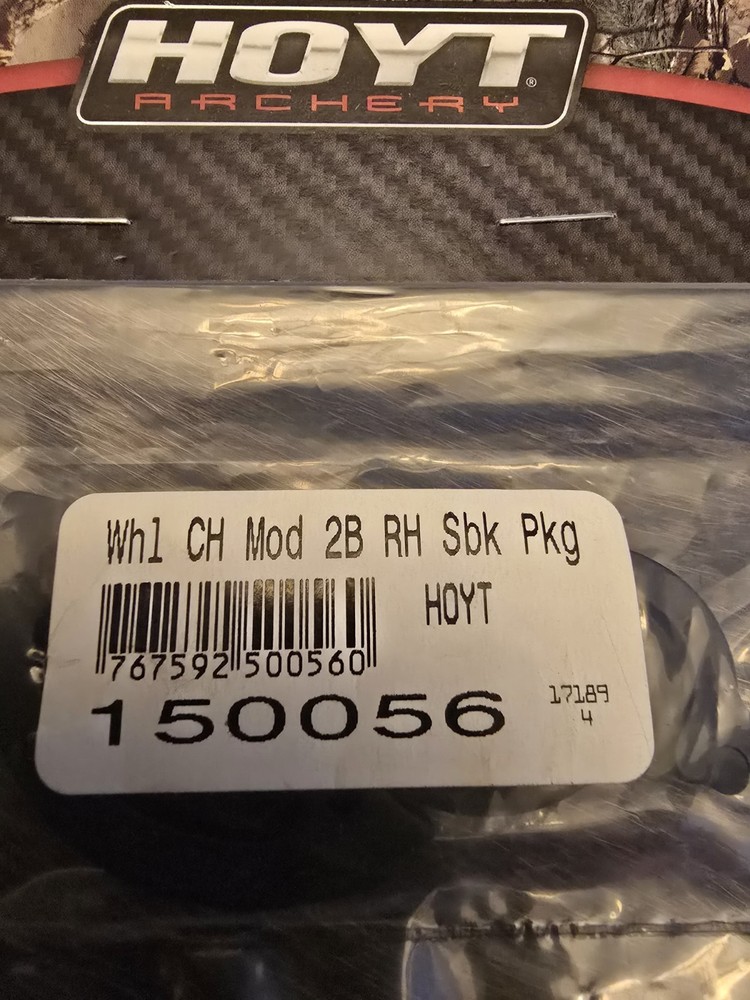 HOYT®
ARCHERY
Whl CH Mod 2B RH Sbk Pkg
HOYT
767592 500560
150056
17189
4